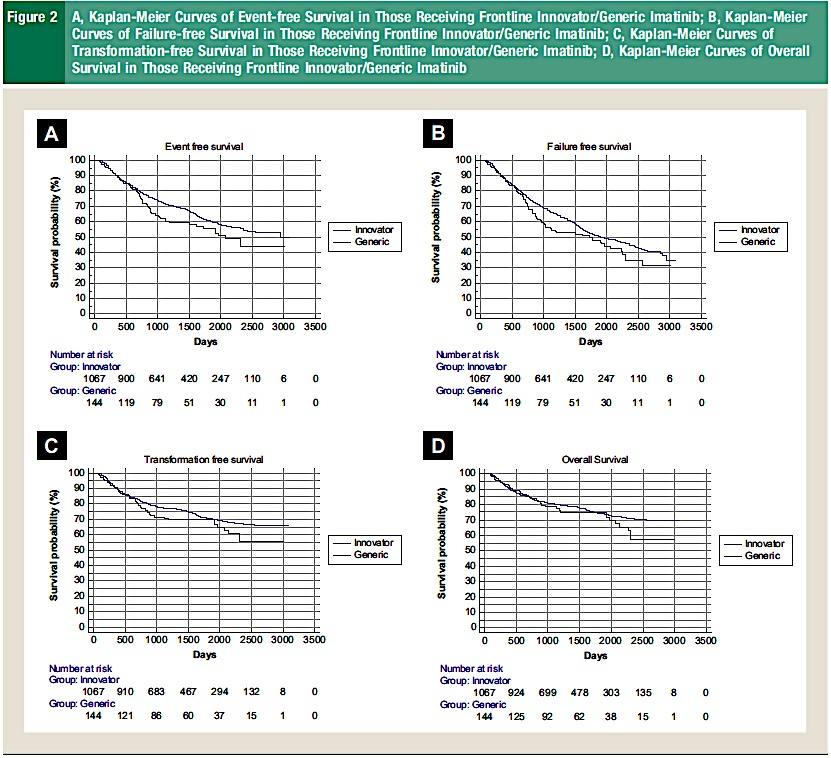 Figure 2
A, Kaplan-Meier Curves of Event-free Survival in Those Receiving Frontline Innovator/Generic Imatinib; B, Kaplan-Meier
Curves of Failure-free Survival in Those Receiving Frontline Innovator/Generic Imatinib; C, Kaplan-Meier Curves of
Transformation-free Survival in Those Receiving Frontline Innovator/Generic Imatinib; D, Kaplan-Meier Curves of Overall
Survival in Those Receiving Frontline Innovator/Generic Imatinib
A
Event free survival
Survival probability (%)
100
90
80
70
60
50
40
30
20
10
0
0 500 1000 1500 2000 2500 3000 3500
Days
Innovator
Generic
Number at risk
Group: Innovator
1067 900 641 420 247 110 6 0
Group: Generic
144 119 79 51 30 11 1 0
B
Failure free survival
Survival probability (%)
100
90
80
70
60
50
40
30
20
10
0
0 500 1000 1500 2000 2500 3000 3500
Days
Innovator
Generic
Number at risk
Group: Innovator
1067 900 641 420 247 110 6 0
Group: Generic
144 119 79 51 30 11 1 0
C
Transformation free survival
Survival probability (%)
100
90
80
70
60
50
40
30
20
10
0
0 500 1000 1500 2000 2500 3000 3500
Days
Innovator
Generic
Number at risk
Group: Innovator
1067 910 683 467 294 132 8 0
Group: Generic
144 121 86 60 37 15 1 0
D
Overall Survival
Survival probability (%)
100
90
80
70
60
50
40
30
20
10
0
0 500 1000 1500 2000 2500 3000 3500
Days
Innovator
Generic
Number at risk
Group: Innovator
1067 924 699 478 303 135 8 0
Group: Generic
144 125 92 62 38 15 1 0